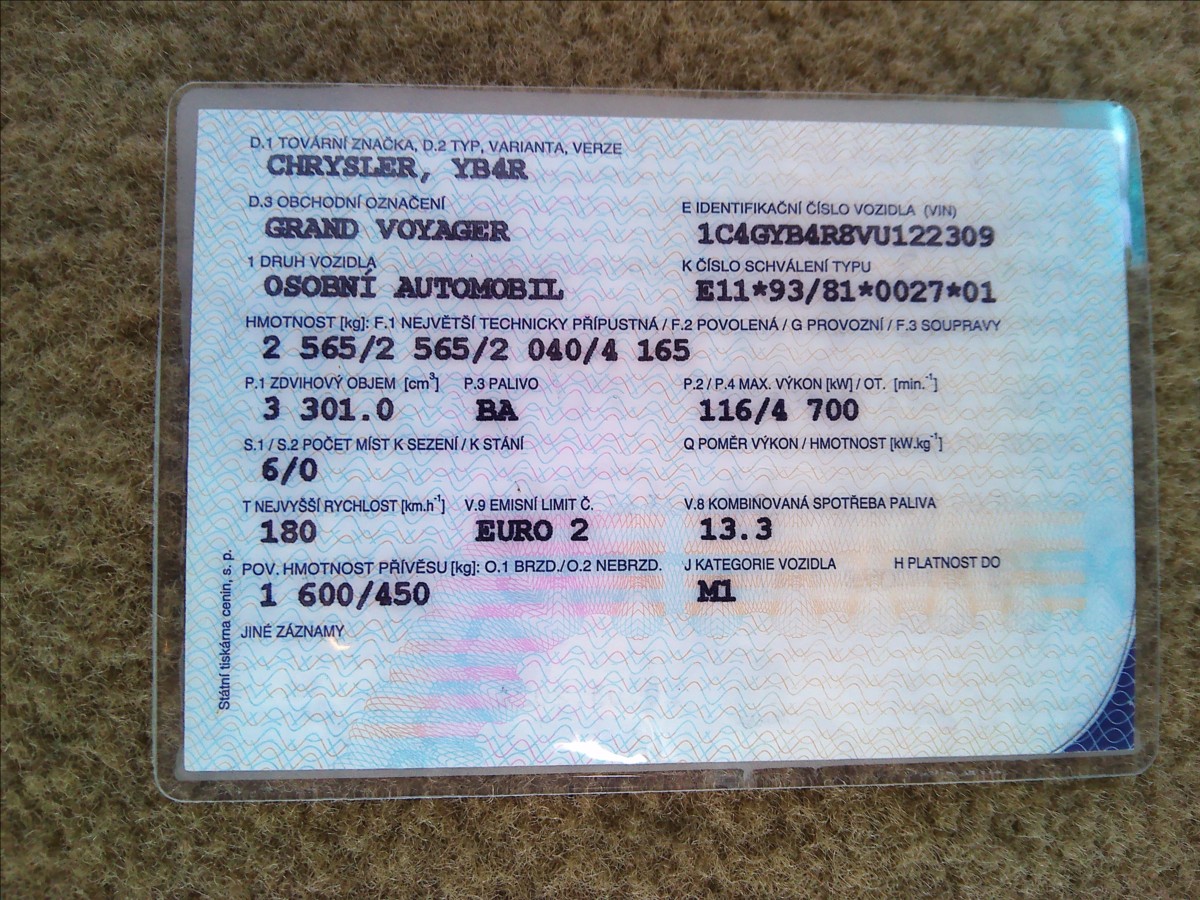 D.1 TOVÁRNÍ ZNAČKA, D.2 TYP, VARIANTA, VERZE
CHRYSLER, YB4R
D.3 OBCHODNÍ OZNAČENÍ
E IDENTIFIKAČNÍ ČÍSLO VOZIDLA (VIN)
GRAND VOYAGER
1C4GYB4R8VU122309
1 DRUH VOZIDLA
K ČÍSLO SCHVÁLENÍ TYPU
OSOBNÍ AUTOMOBIL
E11*93/81*0027*01
HMOTNOST [kg]: F.1 NEJVĚTŠÍ TECHNICKY PŘÍPUSTNÁ / F.2 POVOLENÁ / G PROVOZNÍ / F.3 SOUPRAVY
2 565/2 565/2 040/4 165
P.1 ZDVIHOVÝ OBJEM [cm³] P.3 PALIVO P.2 / P.4 MAX. VÝKON [kW] / OT. [min.⁻¹]
3 301.0 BA 116/4 700
S.1 / S.2 POČET MÍST K SEZENÍ / K STÁNÍ Q POMĚR VÝKON / HMOTNOST [kW.kg⁻¹]
6/0
T NEJVYŠŠÍ RYCHLOST [km.h⁻¹] V.9 EMISNÍ LIMIT Č. V.8 KOMBINOVANÁ SPOTŘEBA PALIVA
180 EURO 2 13.3
POV. HMOTNOST PŘÍVĚSU [kg]: O.1 BRZD./O.2 NEBRZD. J KATEGORIE VOZIDLA H PLATNOST DO
1 600/450 M1
JINÉ ZÁZNAMY
Státní tiskárna cenin, s. p.